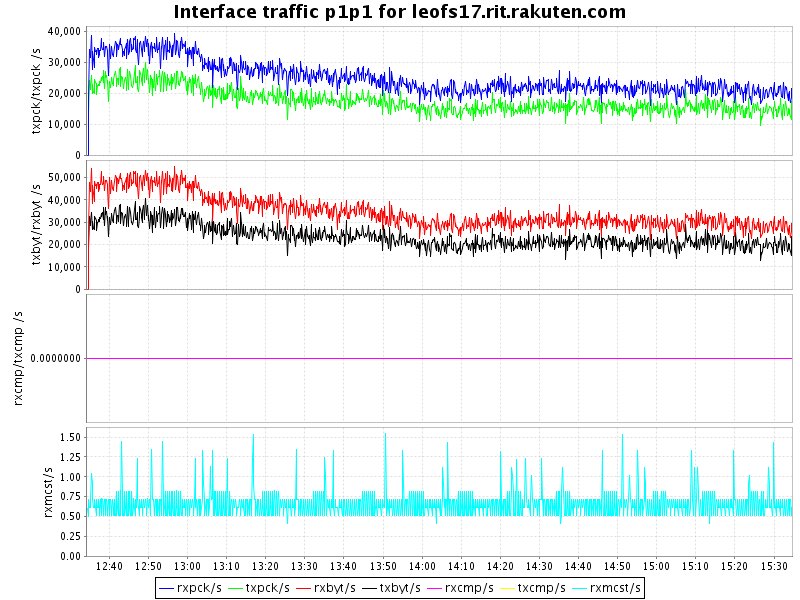 Interface traffic p1p1 for leofs17.rit.rakuten.com
txpck/txpck /s
40,000
30,000
20,000
10,000
0
txbyt/rxbyt /s
50,000
40,000
30,000
20,000
10,000
0
rxcmp/txcmp /s
0.0000000
rxmcst/s
1.50
1.25
1.00
0.75
0.50
0.25
0.00
12:40 12:50 13:00 13:10 13:20 13:30 13:40 13:50 14:00 14:10 14:20 14:30 14:40 14:50 15:00 15:10 15:20 15:30
rxpck/s txpck/s rxbyt/s txbyt/s rxcmp/s txcmp/s rxmcst/s